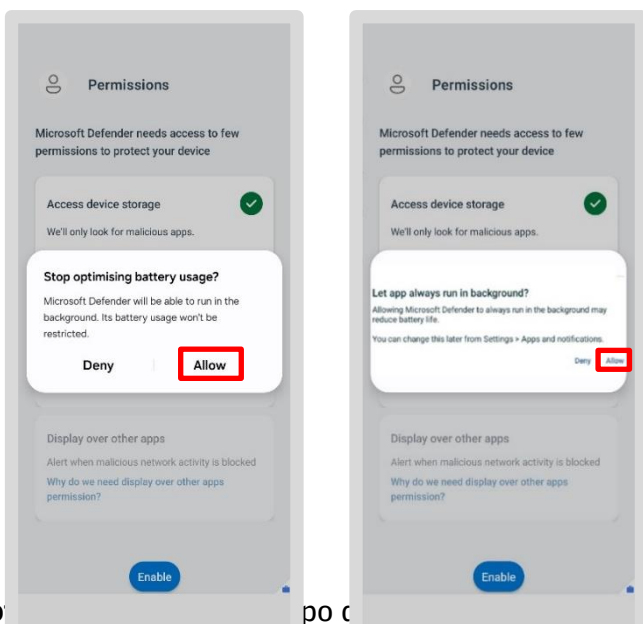 Permissions
Microsoft Defender needs access to few
permissions to protect your device
Access device storage
We'll only look for malicious apps.
Stop optimising battery usage?
Microsoft Defender will be able to run in the
background. Its battery usage won't be
restricted.
Deny Allow
Display over other apps
Alert when malicious network activity is blocked
Why do we need display over other apps
permission?
Enable
Permissions
Microsoft Defender needs access to few
permissions to protect your device
Access device storage
We'll only look for malicious apps.
Let app always run in background?
Allowing Microsoft Defender to always run in the background may
reduce battery life.
You can change this later from Settings > Apps and notifications.
Deny Allow
Display over other apps
Alert when malicious network activity is blocked
Why do we need display over other apps
permission?
Enable